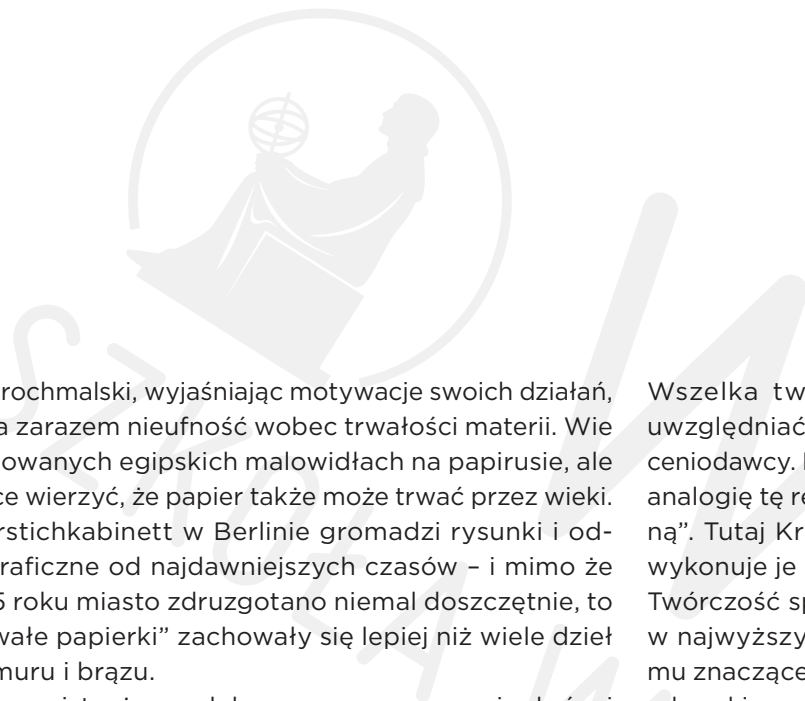 rochmalski, wyjaśniając motywacje swoich działań,
a zarazem nieufność wobec trwałości materii. Wie
owanych egipskich malowidłach na papirusie, ale
ce wierzyć, że papier także może trwać przez wieki.
rstichkabinett w Berlinie gromadzi rysunki i od-
raficzne od najdawniejszych czasów – i mimo że
5 roku miasto zdruzgotano niemal doszczętnie, to
wałe papierki” zachowały się lepiej niż wiele dzieł
muru i brązu.
Wszelka tw
uwzględniać
ceniodawcy.
analogię tę r
ną”. Tutaj Kr
wykonuje je
Twórczość sp
w najwyższy
mu znaczące
SZKOŁA W